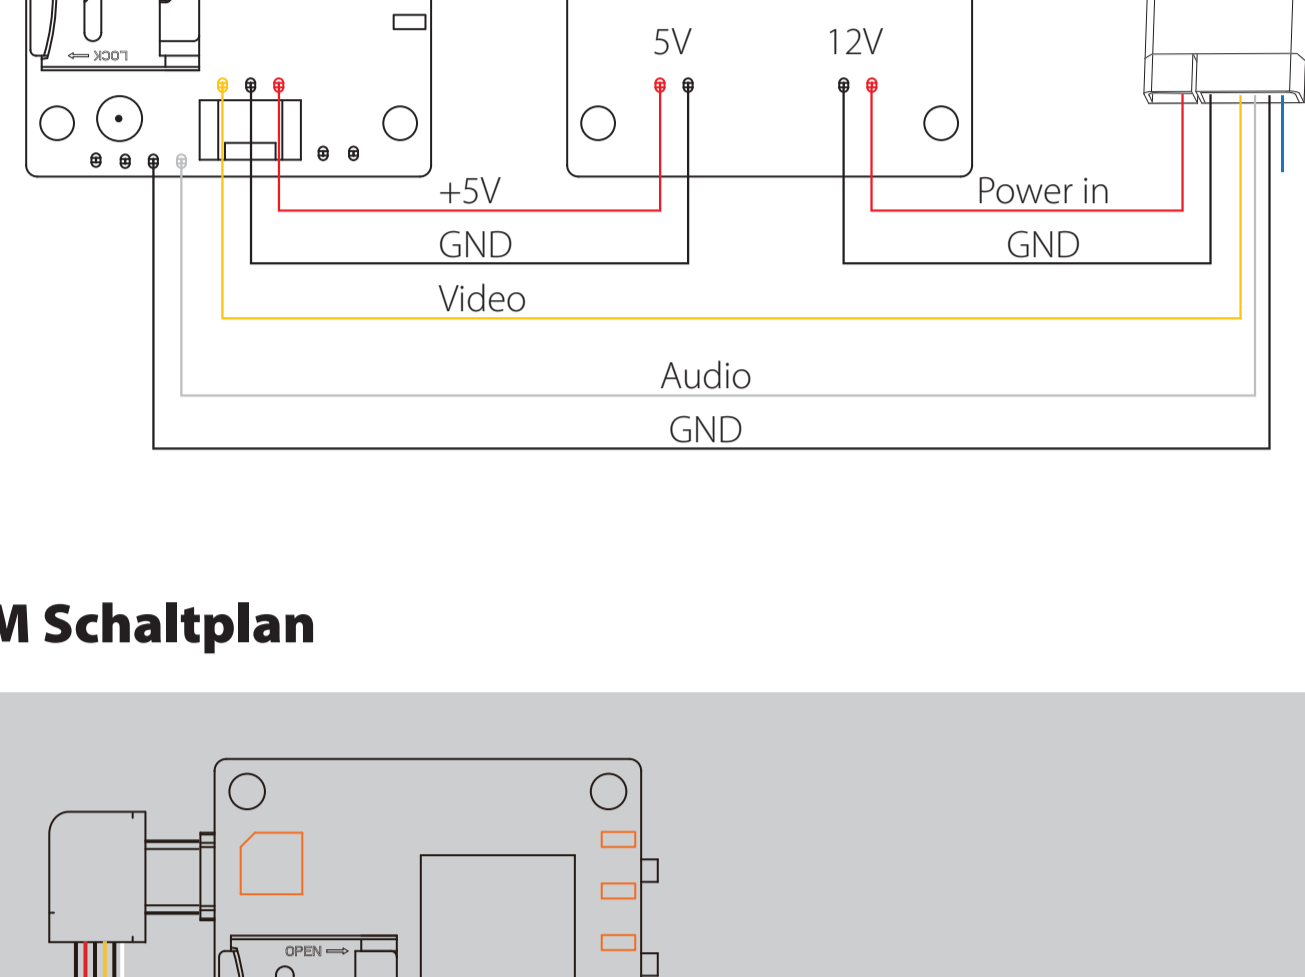 5V 12V
LOCK
+5V Power in
GND GND
Video
Audio
GND
M Schaltplan
OPEN